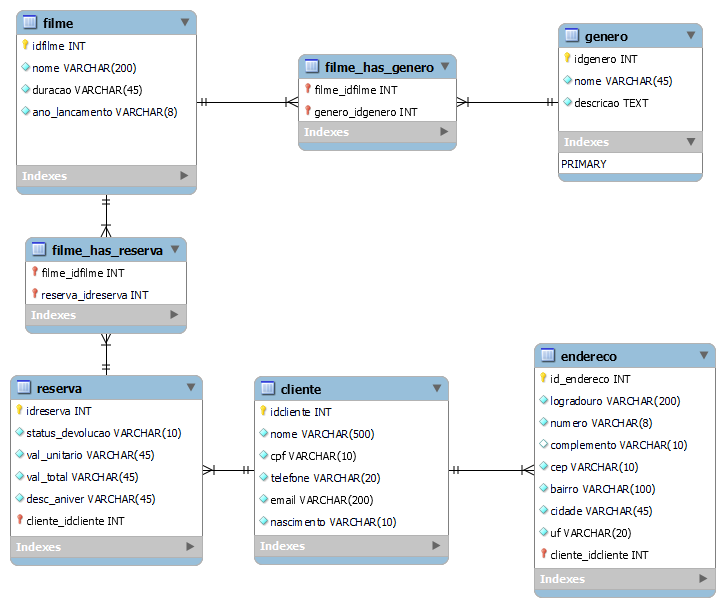 filme
idfilme INT
nome VARCHAR(200)
duracao VARCHAR(45)
ano_lancamento VARCHAR(8)
Indexes
filme_has_genero
filme_idfilme INT
genero_idgenero INT
Indexes
genero
idgenero INT
nome VARCHAR(45)
descricao TEXT
Indexes
PRIMARY
filme_has_reserva
filme_idfilme INT
reserva_idreserva INT
Indexes
reserva
idreserva INT
status_devolucao VARCHAR(10)
val_unitario VARCHAR(45)
val_total VARCHAR(45)
desc_aniver VARCHAR(45)
cliente_idcliente INT
Indexes
cliente
idcliente INT
nome VARCHAR(500)
cpf VARCHAR(10)
telefone VARCHAR(20)
email VARCHAR(200)
nascimento VARCHAR(10)
Indexes
endereco
id_endereco INT
logradouro VARCHAR(200)
numero VARCHAR(8)
complemento VARCHAR(10)
cep VARCHAR(10)
bairro VARCHAR(100)
cidade VARCHAR(45)
uf VARCHAR(20)
cliente_idcliente INT
Indexes